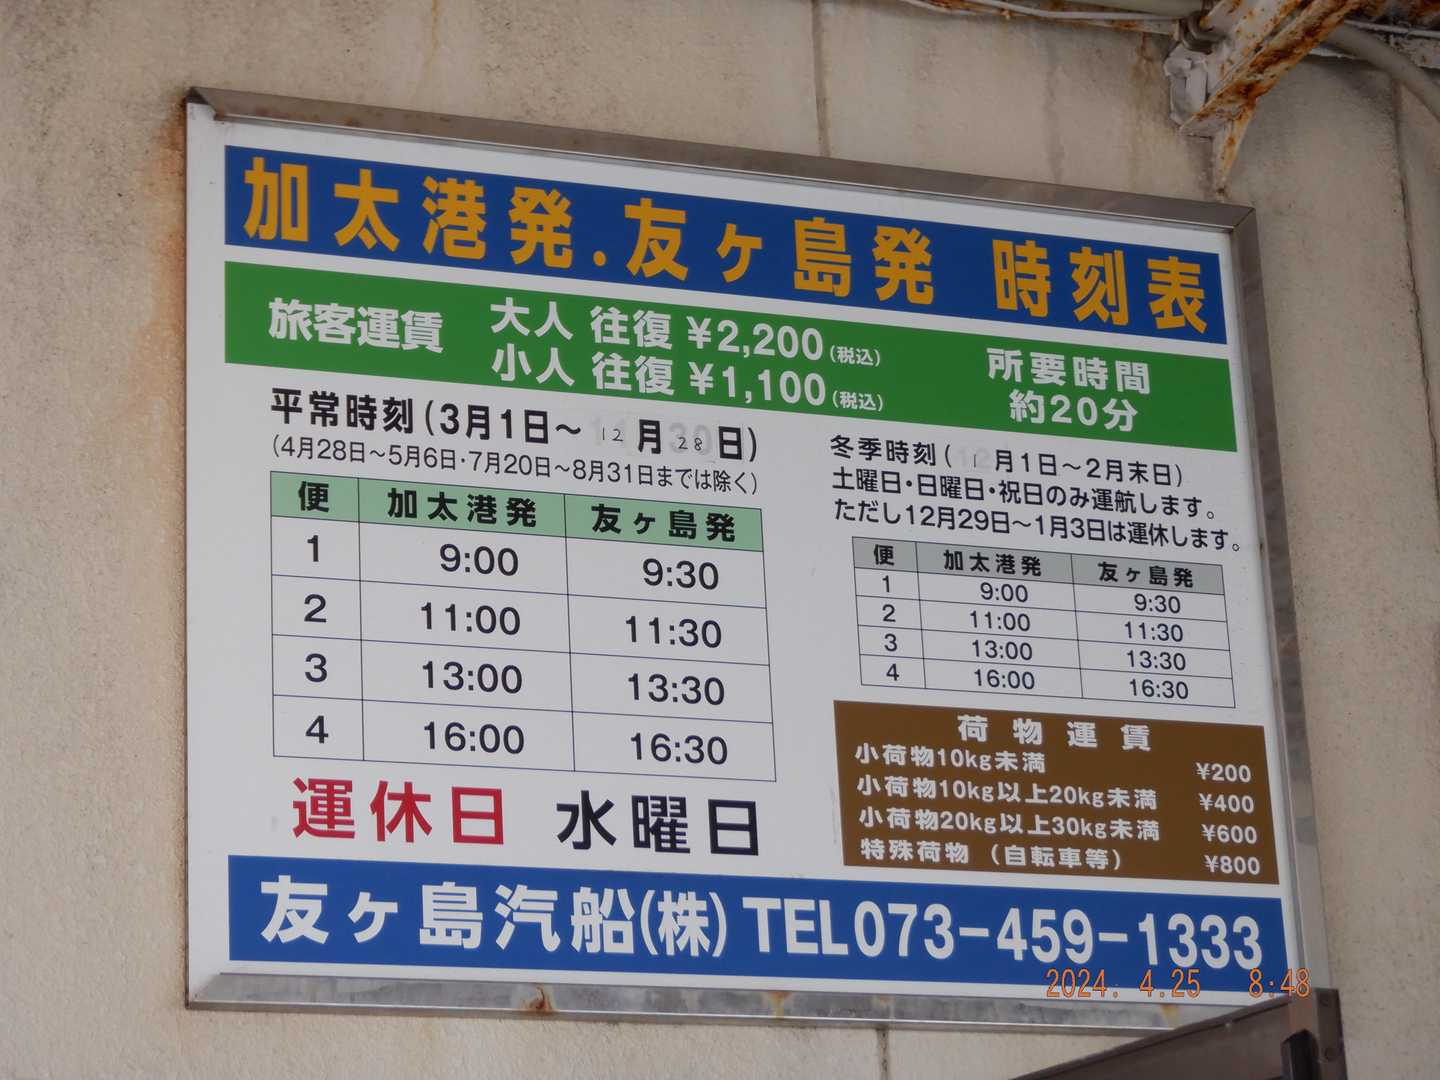 加太港発.友ヶ島発 時刻表
旅客運賃
大人 往復 ¥2,200(税込)
小人 往復 ¥1,100(税込)
所要時間
約20分
平常時刻(3月1日～12月28日)
(4月28日～5月6日・7月20日～8月31日までは除く)
便 加太港発 友ヶ島発
1 9:00 9:30
2 11:00 11:30
3 13:00 13:30
4 16:00 16:30
運休日 水曜日
冬季時刻(1月1日～2月末日)
土曜日・日曜日・祝日のみ運航します。
ただし12月29日～1月3日は運休します。
便 加太港発 友ヶ島発
1 9:00 9:30
2 11:00 11:30
3 13:00 13:30
4 16:00 16:30
荷物運賃
小荷物10kg未満 ¥200
小荷物10kg以上20kg未満 ¥400
小荷物20kg以上30kg未満 ¥600
特殊荷物（自転車等） ¥800
友ヶ島汽船(株) TEL073-459-1333
2024. 4.25 8:48